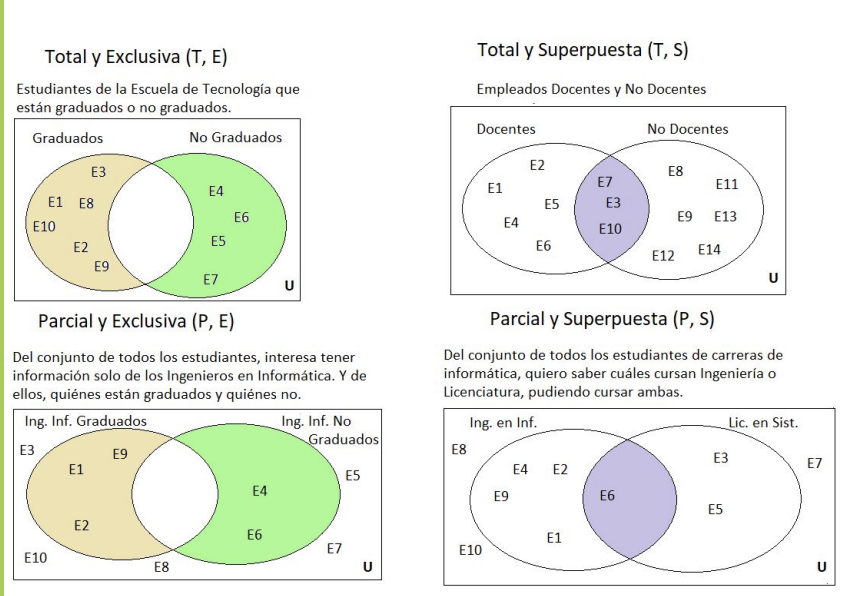 Total y Exclusiva (T, E)
Estudiantes de la Escuela de Tecnología que
están graduados o no graduados.
Graduados
No Graduados
E3
E1
E8
E10
E2
E9
E4
E6
E5
E7
U
Total y Superpuesta (T, S)
Empleados Docentes y No Docentes
Docentes
No Docentes
E2
E1
E5
E4
E6
E7
E3
E10
E8
E11
E9
E13
E12
E14
U
Parcial y Exclusiva (P, E)
Del conjunto de todos los estudiantes, interesa tener
información solo de los Ingenieros en Informática. Y de
ellos, quiénes están graduados y quiénes no.
Ing. Inf. Graduados
Ing. Inf. No
Graduados
E3
E9
E1
E2
E10
E8
E4
E6
E5
E7
U
Parcial y Superpuesta (P, S)
Del conjunto de todos los estudiantes de carreras de
informática, quiero saber cuáles cursan Ingeniería o
Licenciatura, pudiendo cursar ambas.
Ing. en Inf.
Lic. en Sist.
E8
E4
E2
E9
E1
E10
E6
E3
E5
E7
U